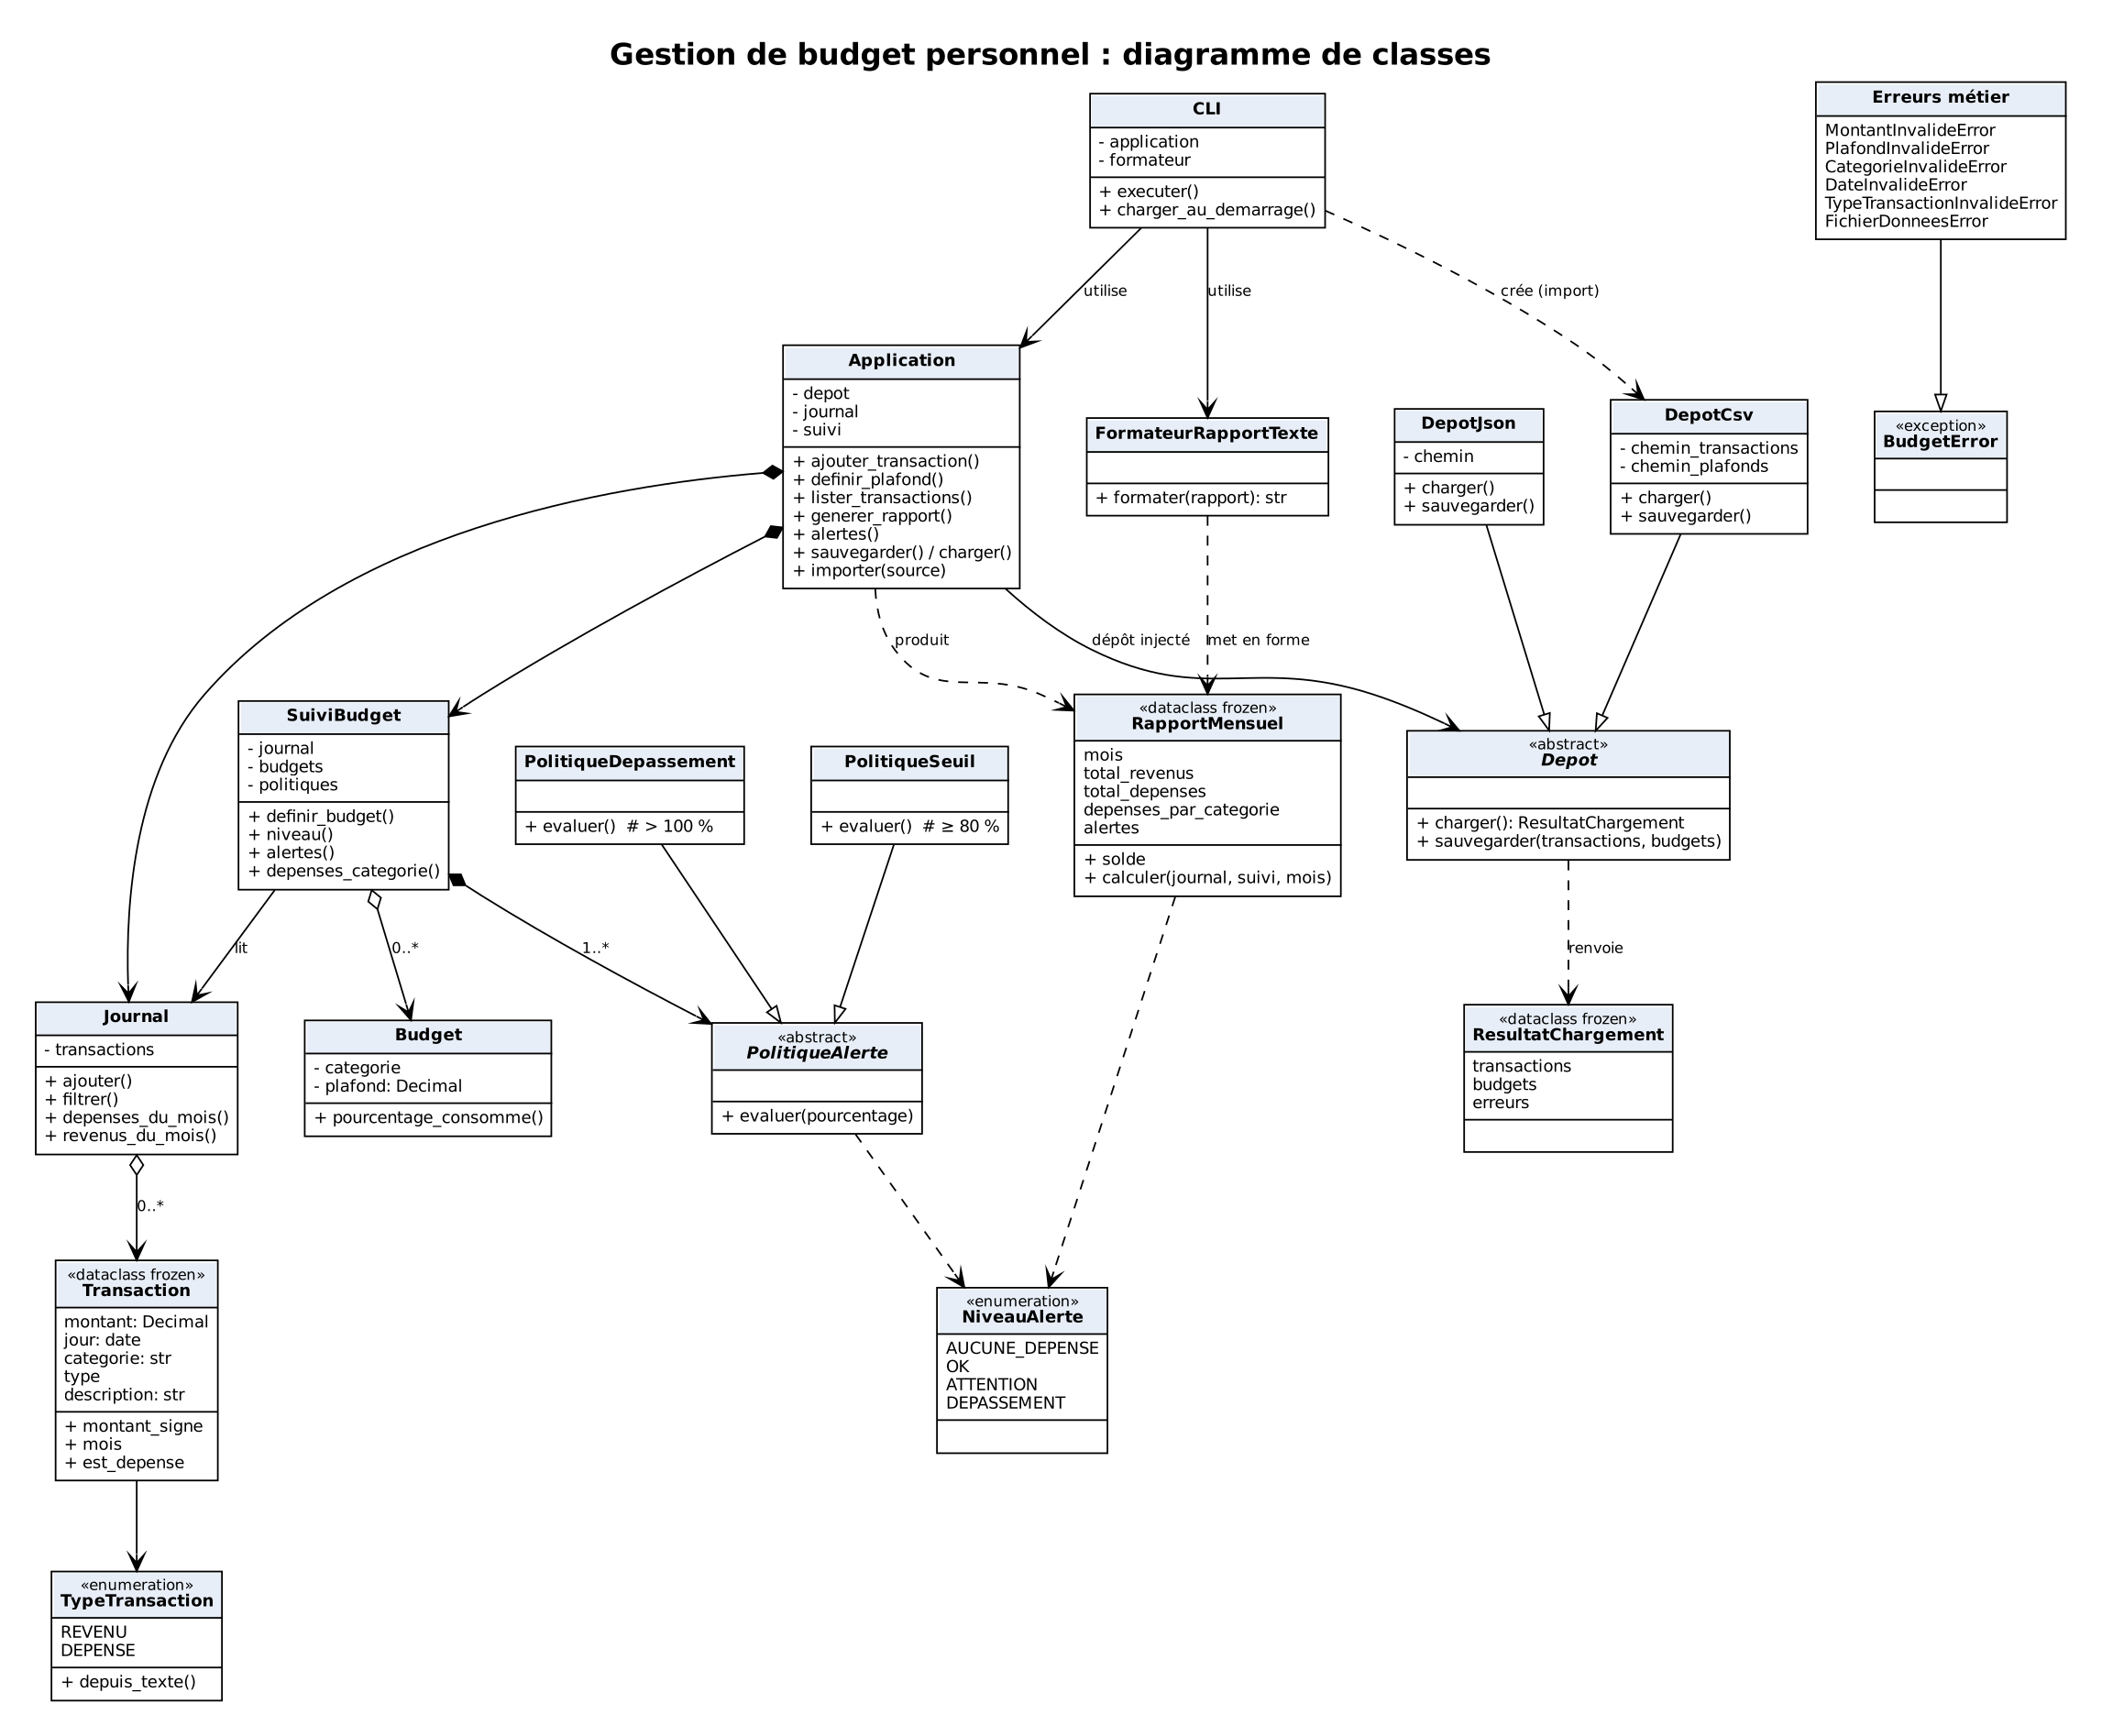 Gestion de budget personnel : diagramme de classes
CLI
- application
- formateur
+ executer()
+ charger_au_demarrage()
Erreurs métier
MontantInvalideError
PlafondInvalideError
CategorieInvalideError
DateInvalideError
TypeTransactionInvalideError
FichierDonneesError
utilise
utilise
crée (import)
Application
- depot
- journal
- suivi
+ ajouter_transaction()
+ definir_plafond()
+ lister_transactions()
+ generer_rapport()
+ alertes()
+ sauvegarder() / charger()
+ importer(source)
FormateurRapportTexte
+ formater(rapport): str
DepotJson
- chemin
+ charger()
+ sauvegarder()
DepotCsv
- chemin_transactions
- chemin_plafonds
+ charger()
+ sauvegarder()
«exception»
BudgetError
produit
dépôt injecté
met en forme
SuiviBudget
- journal
- budgets
- politiques
+ definir_budget()
+ niveau()
+ alertes()
+ depenses_categorie()
PolitiqueDepassement
+ evaluer()  # > 100 %
PolitiqueSeuil
+ evaluer()  # ≥ 80 %
«dataclass frozen»
RapportMensuel
mois
total_revenus
total_depenses
depenses_par_categorie
alertes
+ solde
+ calculer(journal, suivi, mois)
«abstract»
Depot
+ charger(): ResultatChargement
+ sauvegarder(transactions, budgets)
lit
0..*
1..*
renvoie
Journal
- transactions
+ ajouter()
+ filtrer()
+ depenses_du_mois()
+ revenus_du_mois()
Budget
- categorie
- plafond: Decimal
+ pourcentage_consomme()
«abstract»
PolitiqueAlerte
+ evaluer(pourcentage)
«dataclass frozen»
ResultatChargement
transactions
budgets
erreurs
0..*
«dataclass frozen»
Transaction
montant: Decimal
jour: date
categorie: str
type
description: str
+ montant_signe
+ mois
+ est_depense
«enumeration»
NiveauAlerte
AUCUNE_DEPENSE
OK
ATTENTION
DEPASSEMENT
«enumeration»
TypeTransaction
REVENU
DEPENSE
+ depuis_texte()